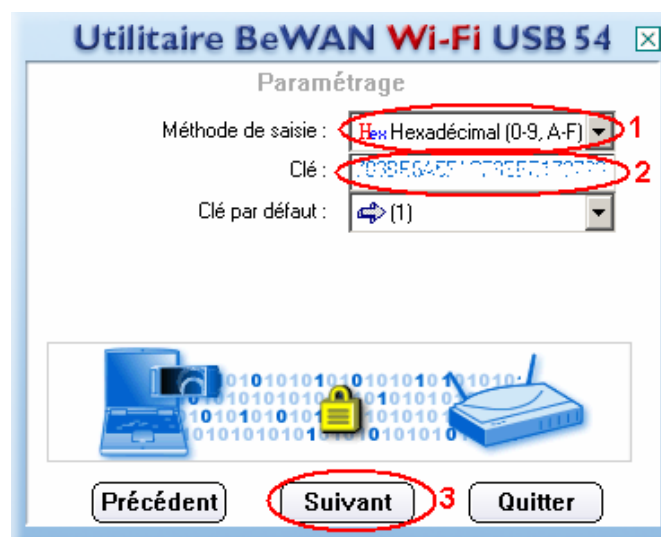 Utilitaire BeWAN Wi-Fi USB 54
Paramétrage
Méthode de saisie : Hex Hexadécimal (0-9, A-F) 1
Clé : 2
Clé par défaut : (1)
Précédent Suivant 3 Quitter